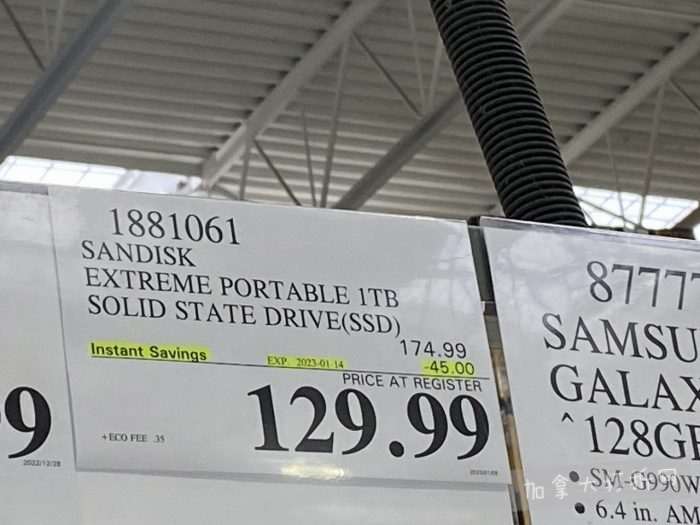 1881061
SANDISK
EXTREME PORTABLE 1TB
SOLID STATE DRIVE(SSD)
174.99
Instant Savings EXP. 2023-01-14 -45.00
PRICE AT REGISTER
129.99
+ECO FEE .35
9
2022/12/28
87777
SAMSU
GALAX
^128GB
• SM-G990W
• 6.4 in. AM